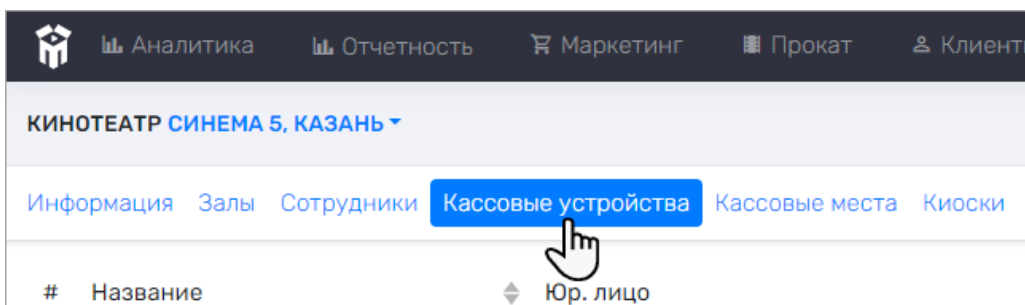 Аналитика Отчетность Маркетинг Прокат
КИНОТЕАТР СИНЕМА 5, КАЗАНЬ
Информация Залы Сотрудники Кассовые устройства Кассовые места Киоски
# Название Юр. лицо